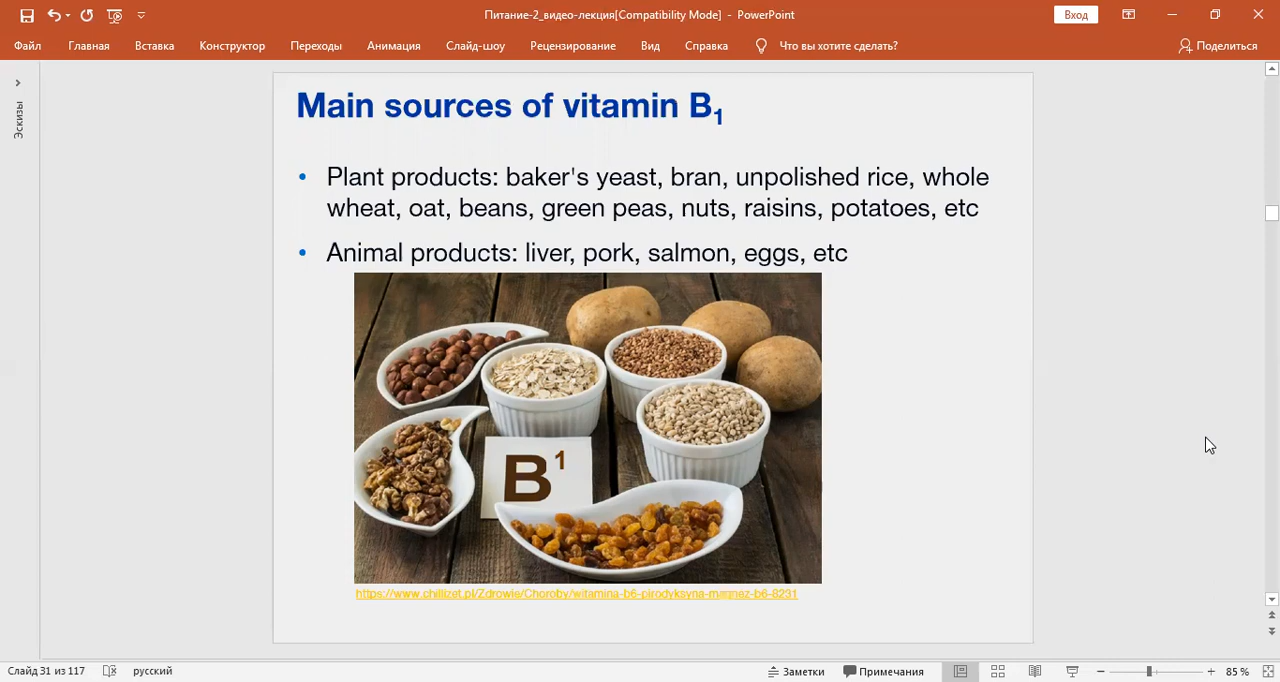 Питание-2_видео-лекция[Compatibility Mode] - PowerPoint
Вход
Файл
Главная
Вставка
Конструктор
Переходы
Анимация
Слайд-шоу
Рецензирование
Вид
Справка
Что вы хотите сделать?
Поделиться
Эскизы
Main sources of vitamin B1
• Plant products: baker's yeast, bran, unpolished rice, whole
wheat, oat, beans, green peas, nuts, raisins, potatoes, etc
• Animal products: liver, pork, salmon, eggs, etc
B1
https://www.chillizet.pl/Zdrowie/Choroby/witamina-b6-pirodyksyna-magnez-b6-8231
Слайд 31 из 117
русский
Заметки
Примечания
85 %